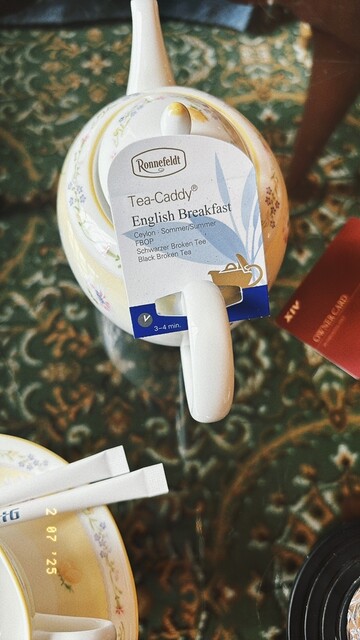 Ronnefeldt
Tea-Caddy®
English Breakfast
Ceylon · Sommer/Summer
FBOP
Schwarzer Broken Tee
Black Broken Tea
3–4 min.
XIV
OWNER CARD
2 07 '25